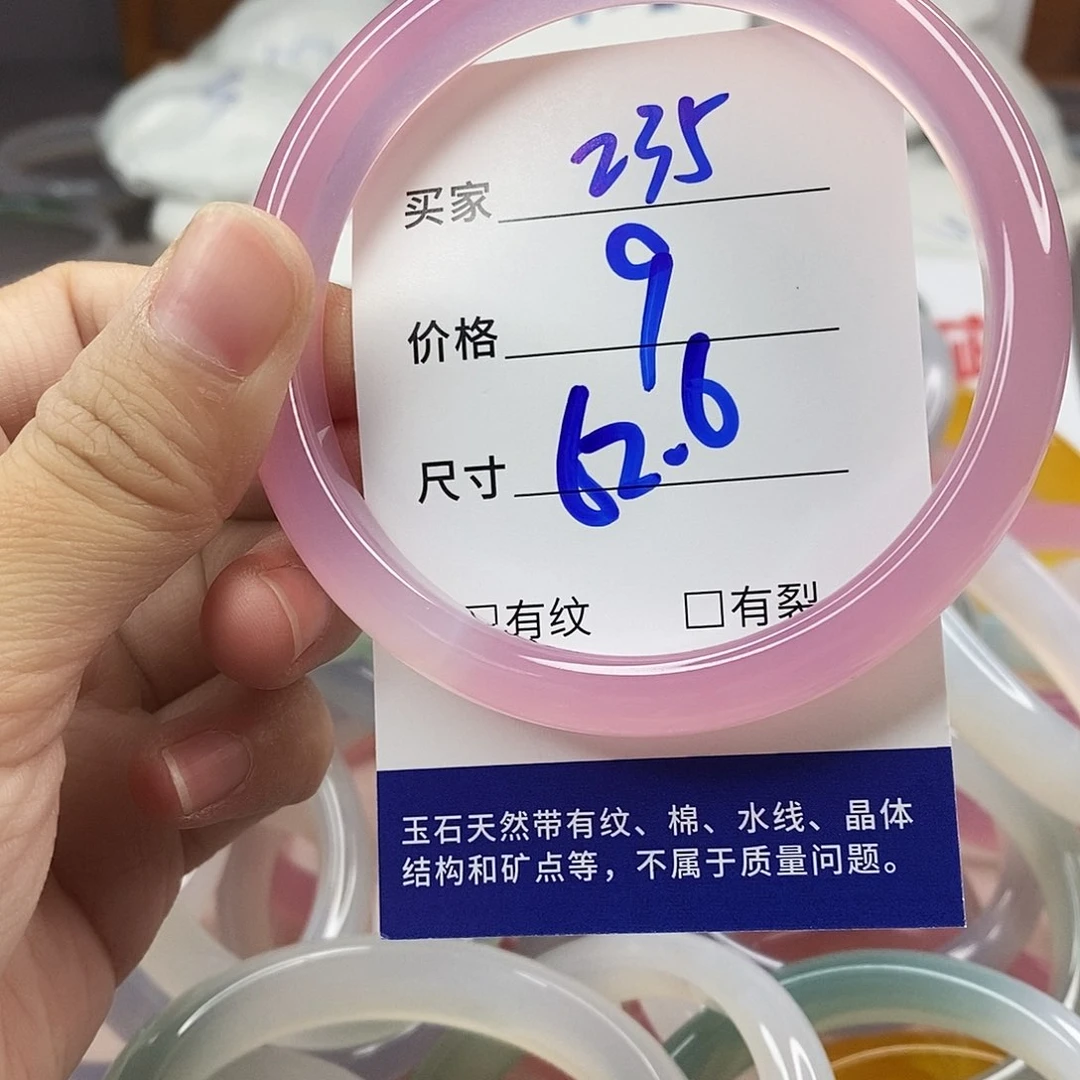 买家 235
价格 9
尺寸 62.6
有纹 有裂
玉石天然带有纹、棉、水线、晶体
结构和矿点等，不属于质量问题。